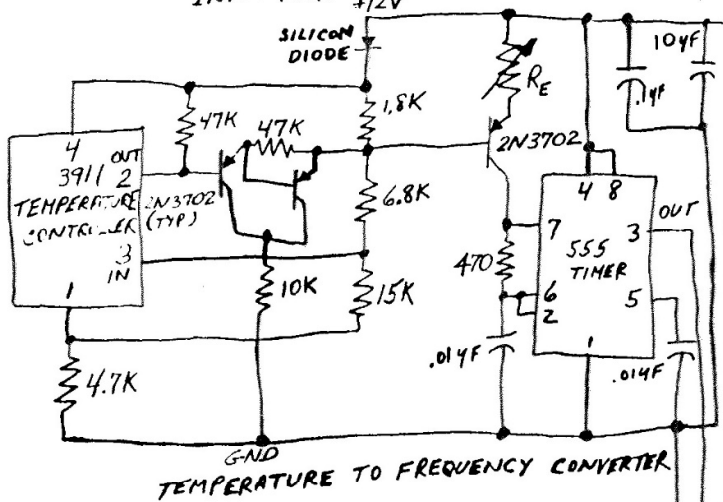 +12V
SILICON
DIODE
10μF
.1μF
R_E
1.8K
47K
47K
2N3702
4
OUT
3911
2
TEMPERATURE
CONTROLLER
3
IN
1
2N3702
(TYP)
6.8K
4 8
7
555
TIMER
3
OUT
6
2
5
1
470
10K
15K
.01μF
.01μF
4.7K
GND
TEMPERATURE TO FREQUENCY CONVERTER